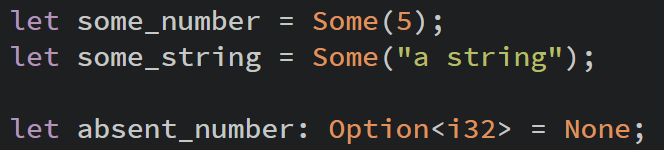 let some_number = Some(5);
let some_string = Some("a string");
let absent_number: Option<i32> = None;